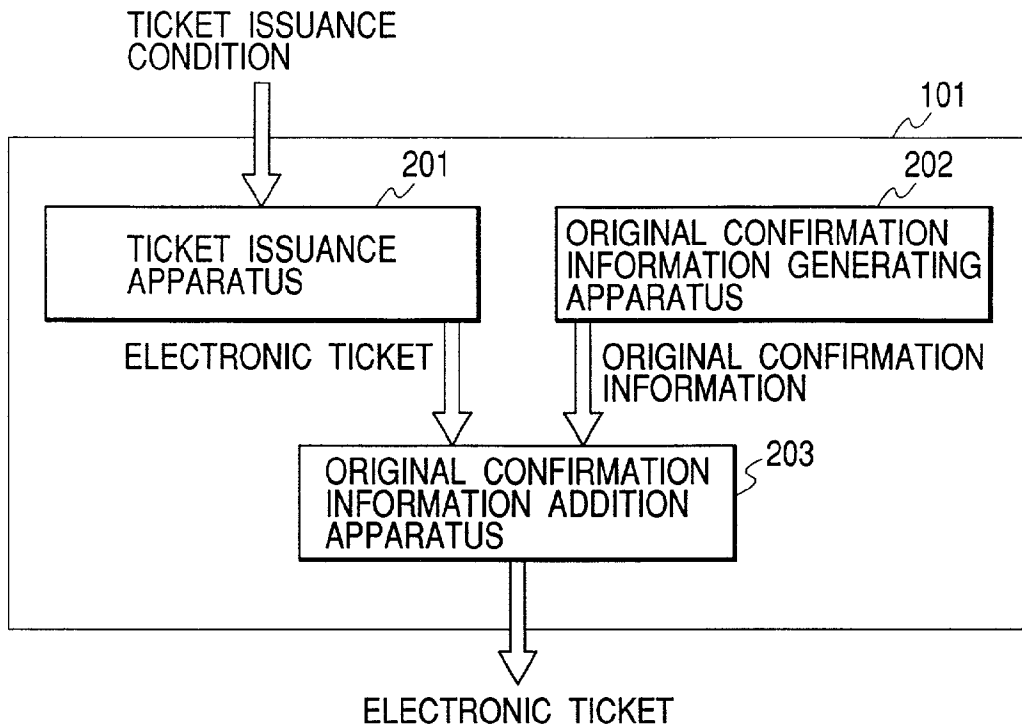 TICKET ISSUANCE
CONDITION
101
201
202
TICKET ISSUANCE
APPARATUS
ORIGINAL CONFIRMATION
INFORMATION GENERATING
APPARATUS
ELECTRONIC TICKET
ORIGINAL CONFIRMATION
INFORMATION
ORIGINAL CONFIRMATION
INFORMATION ADDITION
APPARATUS
203
ELECTRONIC TICKET